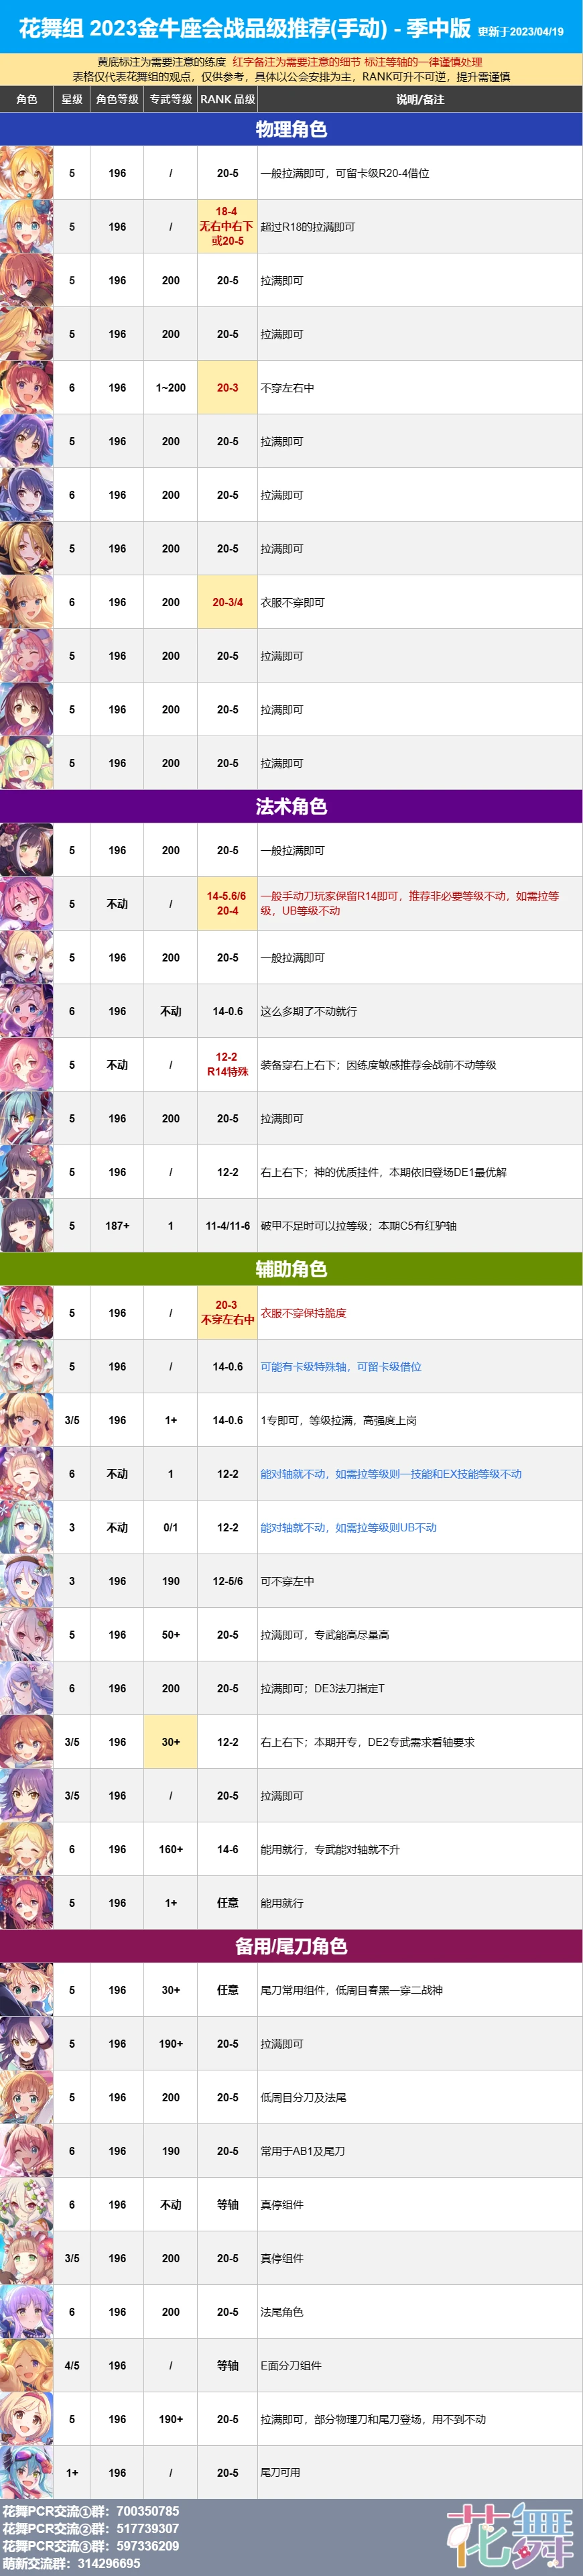 花舞组 2023金牛座会战品级推荐(手动) - 季中版 更新于2023/04/19
黄底标注为需要注意的练度 红字备注为需要注意的细节 标注等轴的一律谨慎处理
表格仅代表花舞组的观点，仅供参考，具体以公会安排为主，RANK可升不可逆，提升需谨慎
角色 星级 角色等级 专武等级 RANK 品级 说明/备注
物理角色
5 196 / 20-5 一般拉满即可，可留卡级R20-4借位
5 196 / 18-4 无右中右下 或20-5 超过R18的拉满即可
5 196 200 20-5 拉满即可
5 196 200 20-5 拉满即可
6 196 1~200 20-3 不穿左右中
5 196 200 20-5 拉满即可
6 196 200 20-5 拉满即可
5 196 200 20-5 拉满即可
6 196 200 20-3/4 衣服不穿即可
5 196 200 20-5 拉满即可
5 196 200 20-5 拉满即可
5 196 200 20-5 拉满即可
法术角色
5 196 200 20-5 一般拉满即可
5 不动 / 14-5.6/6 20-4 一般手动刀玩家保留R14即可，推荐非必要等级不动，如需拉等级，UB等级不动
5 196 200 20-5 一般拉满即可
6 196 不动 14-0.6 这么多期了不动就行
5 不动 / 12-2 R14特殊 装备穿右上右下；因练度敏感推荐会战前不动等级
5 196 200 20-5 拉满即可
5 196 / 12-2 右上右下；神的优质挂件，本期依旧登场DE1最优解
5 187+ 1 11-4/11-6 破甲不足时可以拉等级；本期C5有红驴轴
辅助角色
5 196 / 20-3 不穿左右中 衣服不穿保持脆度
5 196 / 14-0.6 可能有卡级特殊轴，可留卡级借位
3/5 196 1+ 14-0.6 1专即可，等级拉满，高强度上岗
6 不动 1 12-2 能对轴就不动，如需拉等级则一技能和EX技能等级不动
3 不动 0/1 12-2 能对轴就不动，如需拉等级则UB不动
3 196 190 12-5/6 可不穿左中
5 196 50+ 20-5 拉满即可，专武能高尽量高
6 196 200 20-5 拉满即可；DE3法刀指定T
3/5 196 30+ 12-2 右上右下；本期开专，DE2专武需求看轴要求
3/5 196 / 20-5 拉满即可
6 196 160+ 14-6 能用就行，专武能对轴就不升
5 196 1+ 任意 能用就行
备用/尾刀角色
5 196 30+ 任意 尾刀常用组件，低周目春黑一穿二战神
5 196 190+ 20-5 拉满即可
5 196 200 20-5 低周目分刀及法尾
6 196 190 20-5 常用于AB1及尾刀
6 196 不动 等轴 真停组件
3/5 196 200 20-5 真停组件
6 196 200 20-5 法尾角色
4/5 196 / 等轴 E面分刀组件
5 196 190+ 20-5 拉满即可，部分物理刀和尾刀登场，用不到不动
1+ 196 / 20-5 尾刀可用
花舞PCR交流①群：700350785
花舞PCR交流②群：517739307
花舞PCR交流③群：597336209
萌新交流群：314296695
花舞